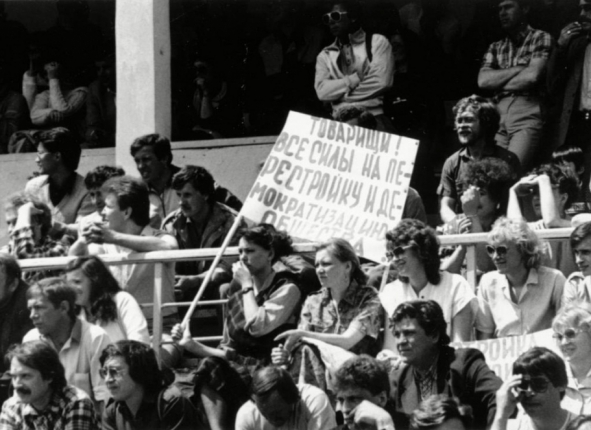 ТОВАРИЩИ!
ВСЕ СИЛЫ НА ПЕ-
РЕСТРОЙКУ И ДЕ-
МОКРАТИЗАЦИЮ
ОБЩЕСТВА